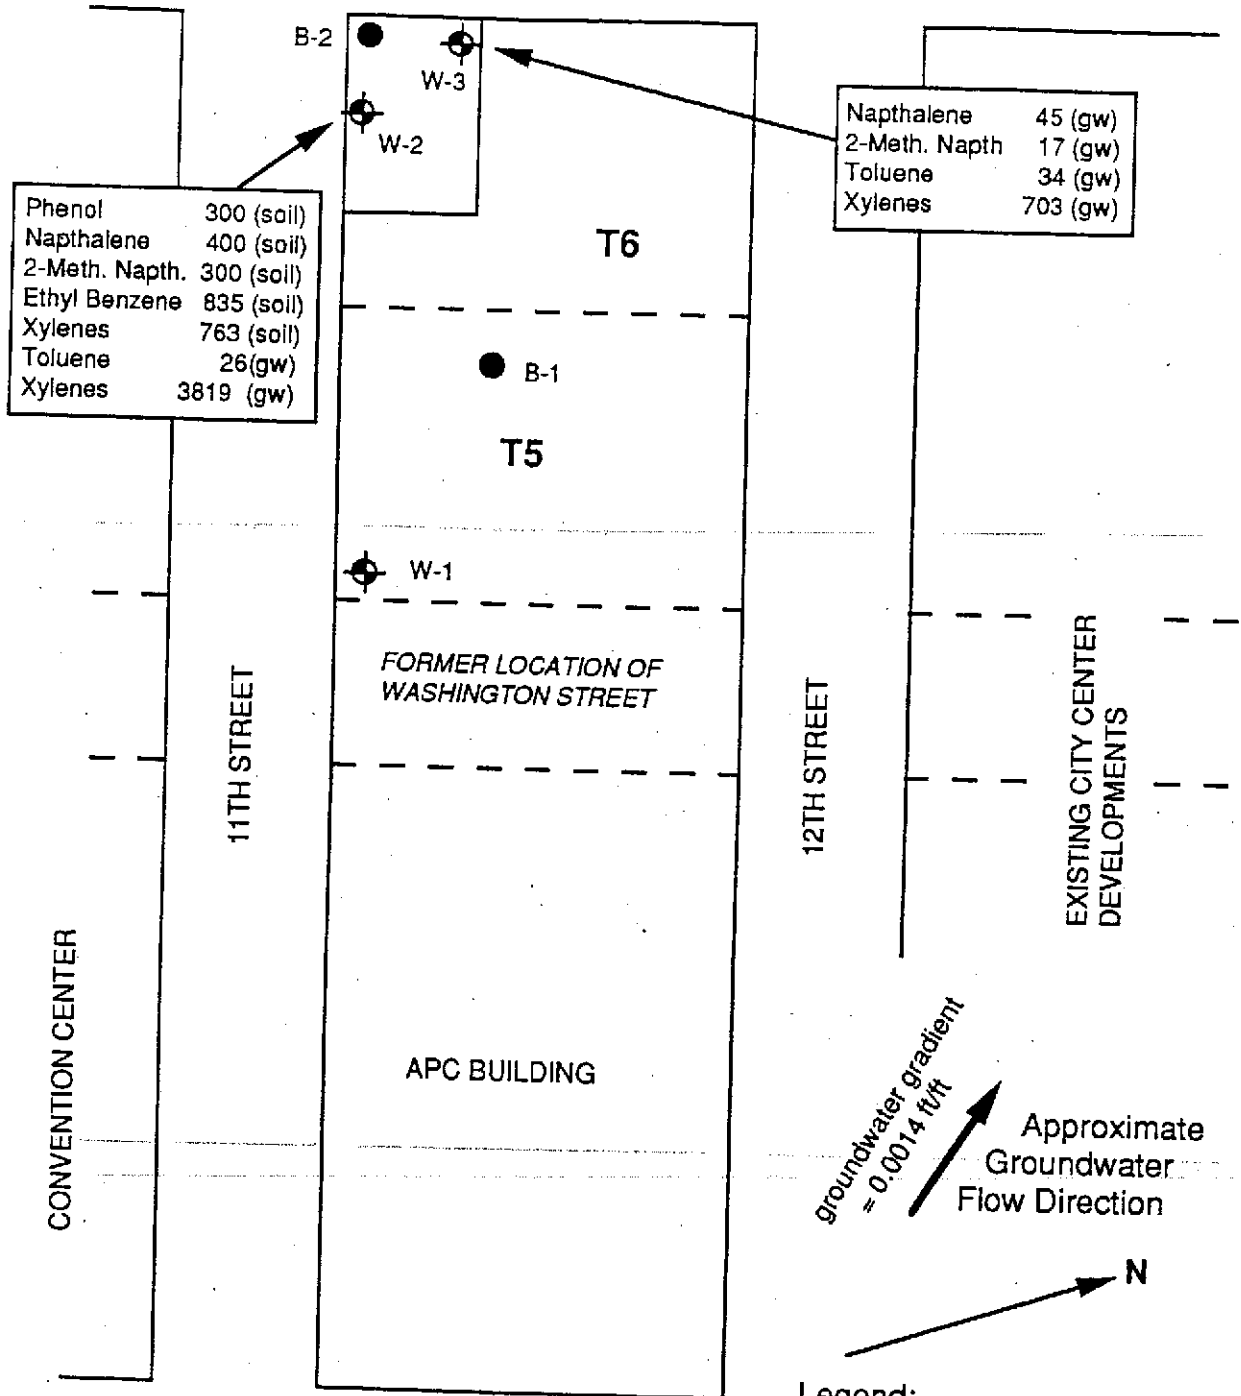 B-2
W-3
W-2
Napthalene 45 (gw)
2-Meth. Napth 17 (gw)
Toluene 34 (gw)
Xylenes 703 (gw)
Phenol 300 (soil)
Napthalene 400 (soil)
2-Meth. Napth. 300 (soil)
Ethyl Benzene 835 (soil)
Xylenes 763 (soil)
Toluene 26(gw)
Xylenes 3819 (gw)
T6
B-1
T5
W-1
FORMER LOCATION OF
WASHINGTON STREET
11TH STREET
12TH STREET
EXISTING CITY CENTER
DEVELOPMENTS
CONVENTION CENTER
APC BUILDING
groundwater gradient
= 0.0014 ft/ft
Approximate
Groundwater
Flow Direction
N
Legend: